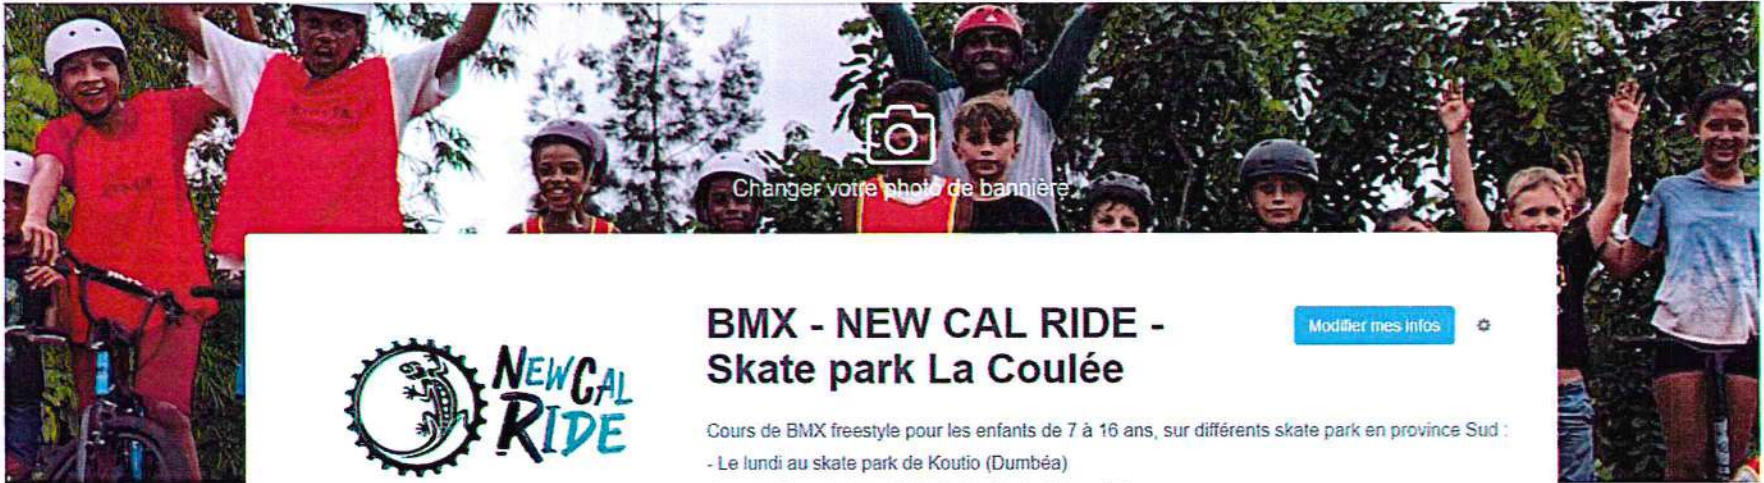 Changer votre photo de bannière
BMX - NEW CAL RIDE -
Skate park La Coulée
Modifier mes infos
NEW CAL
RIDE
Cours de BMX freestyle pour les enfants de 7 à 16 ans, sur différents skate park en province Sud :
- Le lundi au skate park de Koutio (Dumbéa)